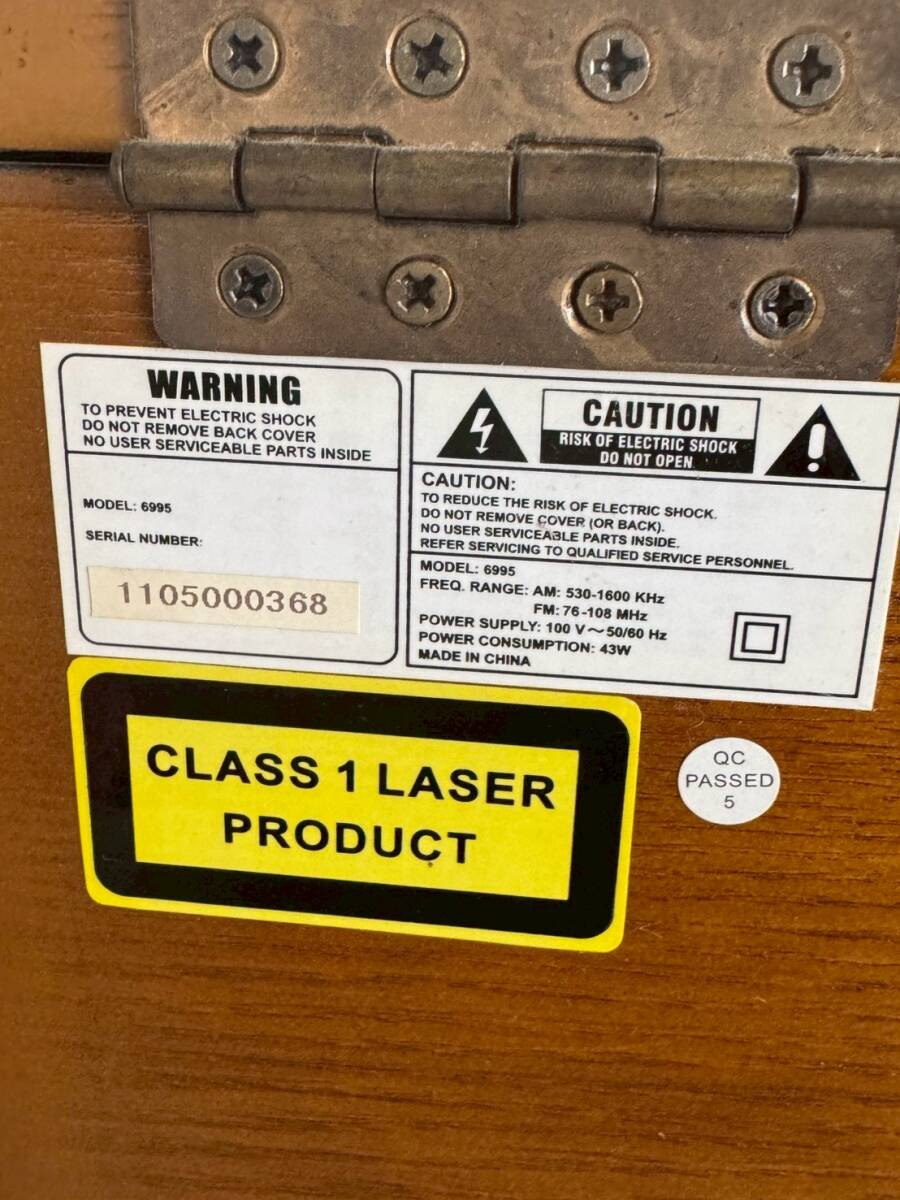 WARNING
TO PREVENT ELECTRIC SHOCK
DO NOT REMOVE BACK COVER
NO USER SERVICEABLE PARTS INSIDE
MODEL: 6995
SERIAL NUMBER:
1105000368
CAUTION
RISK OF ELECTRIC SHOCK
DO NOT OPEN
CAUTION:
TO REDUCE THE RISK OF ELECTRIC SHOCK.
DO NOT REMOVE COVER (OR BACK).
NO USER SERVICEABLE PARTS INSIDE.
REFER SERVICING TO QUALIFIED SERVICE PERSONNEL.
MODEL: 6995
FREQ. RANGE: AM: 530-1600 KHz
FM: 76-108 MHz
POWER SUPPLY: 100 V～50/60 Hz
POWER CONSUMPTION: 43W
MADE IN CHINA
CLASS 1 LASER
PRODUCT
QC
PASSED
5